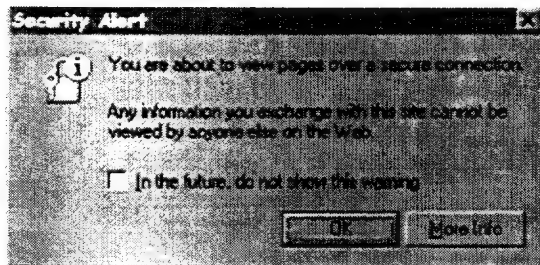 Security Alert
You are about to view pages over a secure connection.
Any information you exchange with this site cannot be
viewed by anyone else on the Web.
In the future, do not show this warning
OK More Info